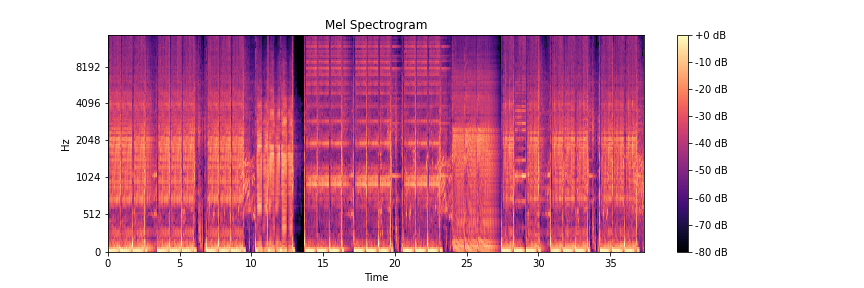 Mel Spectrogram
Hz
8192
4096
2048
1024
512
0
0 5 10 15 20 25 30 35
Time
+0 dB
-10 dB
-20 dB
-30 dB
-40 dB
-50 dB
-60 dB
-70 dB
-80 dB